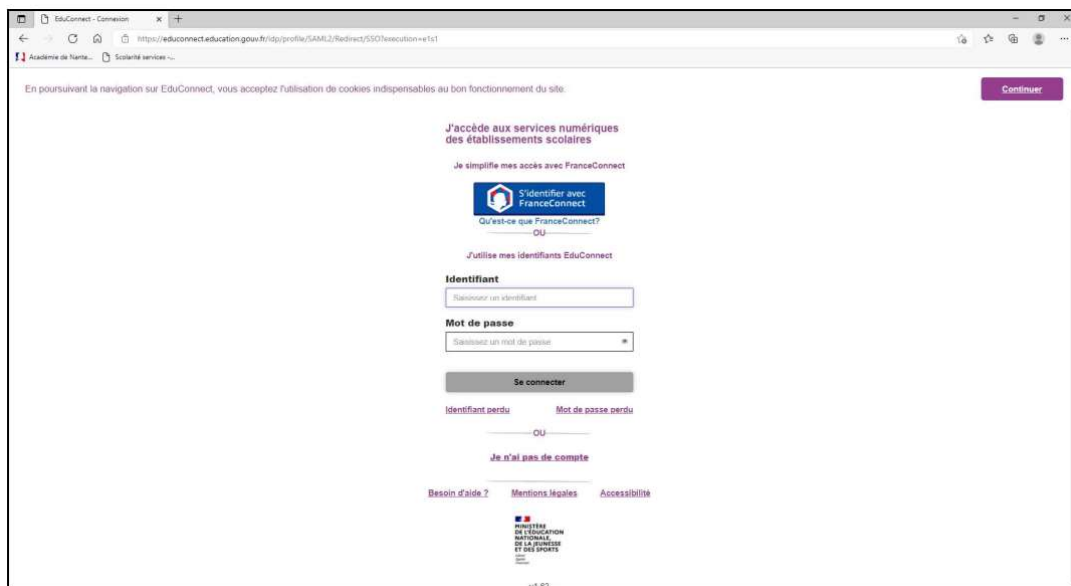 EduConnect - Connexion
https://educonnect.education.gouv.fr/idp/profile/SAML2/Redirect/SSO?execution=e1s1
Académie de Nante...
Scolarité services -...
En poursuivant la navigation sur EduConnect, vous acceptez l'utilisation de cookies indispensables au bon fonctionnement du site.
Continuer
J'accède aux services numériques
des établissements scolaires
Je simplifie mes accès avec FranceConnect
S'identifier avec
FranceConnect
Qu'est-ce que FranceConnect?
OU
J'utilise mes identifiants EduConnect
Identifiant
Saisissez un identifiant
Mot de passe
Saisissez un mot de passe
Se connecter
Identifiant perdu Mot de passe perdu
OU
Je n'ai pas de compte
Besoin d'aide ? Mentions légales Accessibilité
MINISTÈRE
DE L'ÉDUCATION
NATIONALE,
DE LA JEUNESSE
ET DES SPORTS